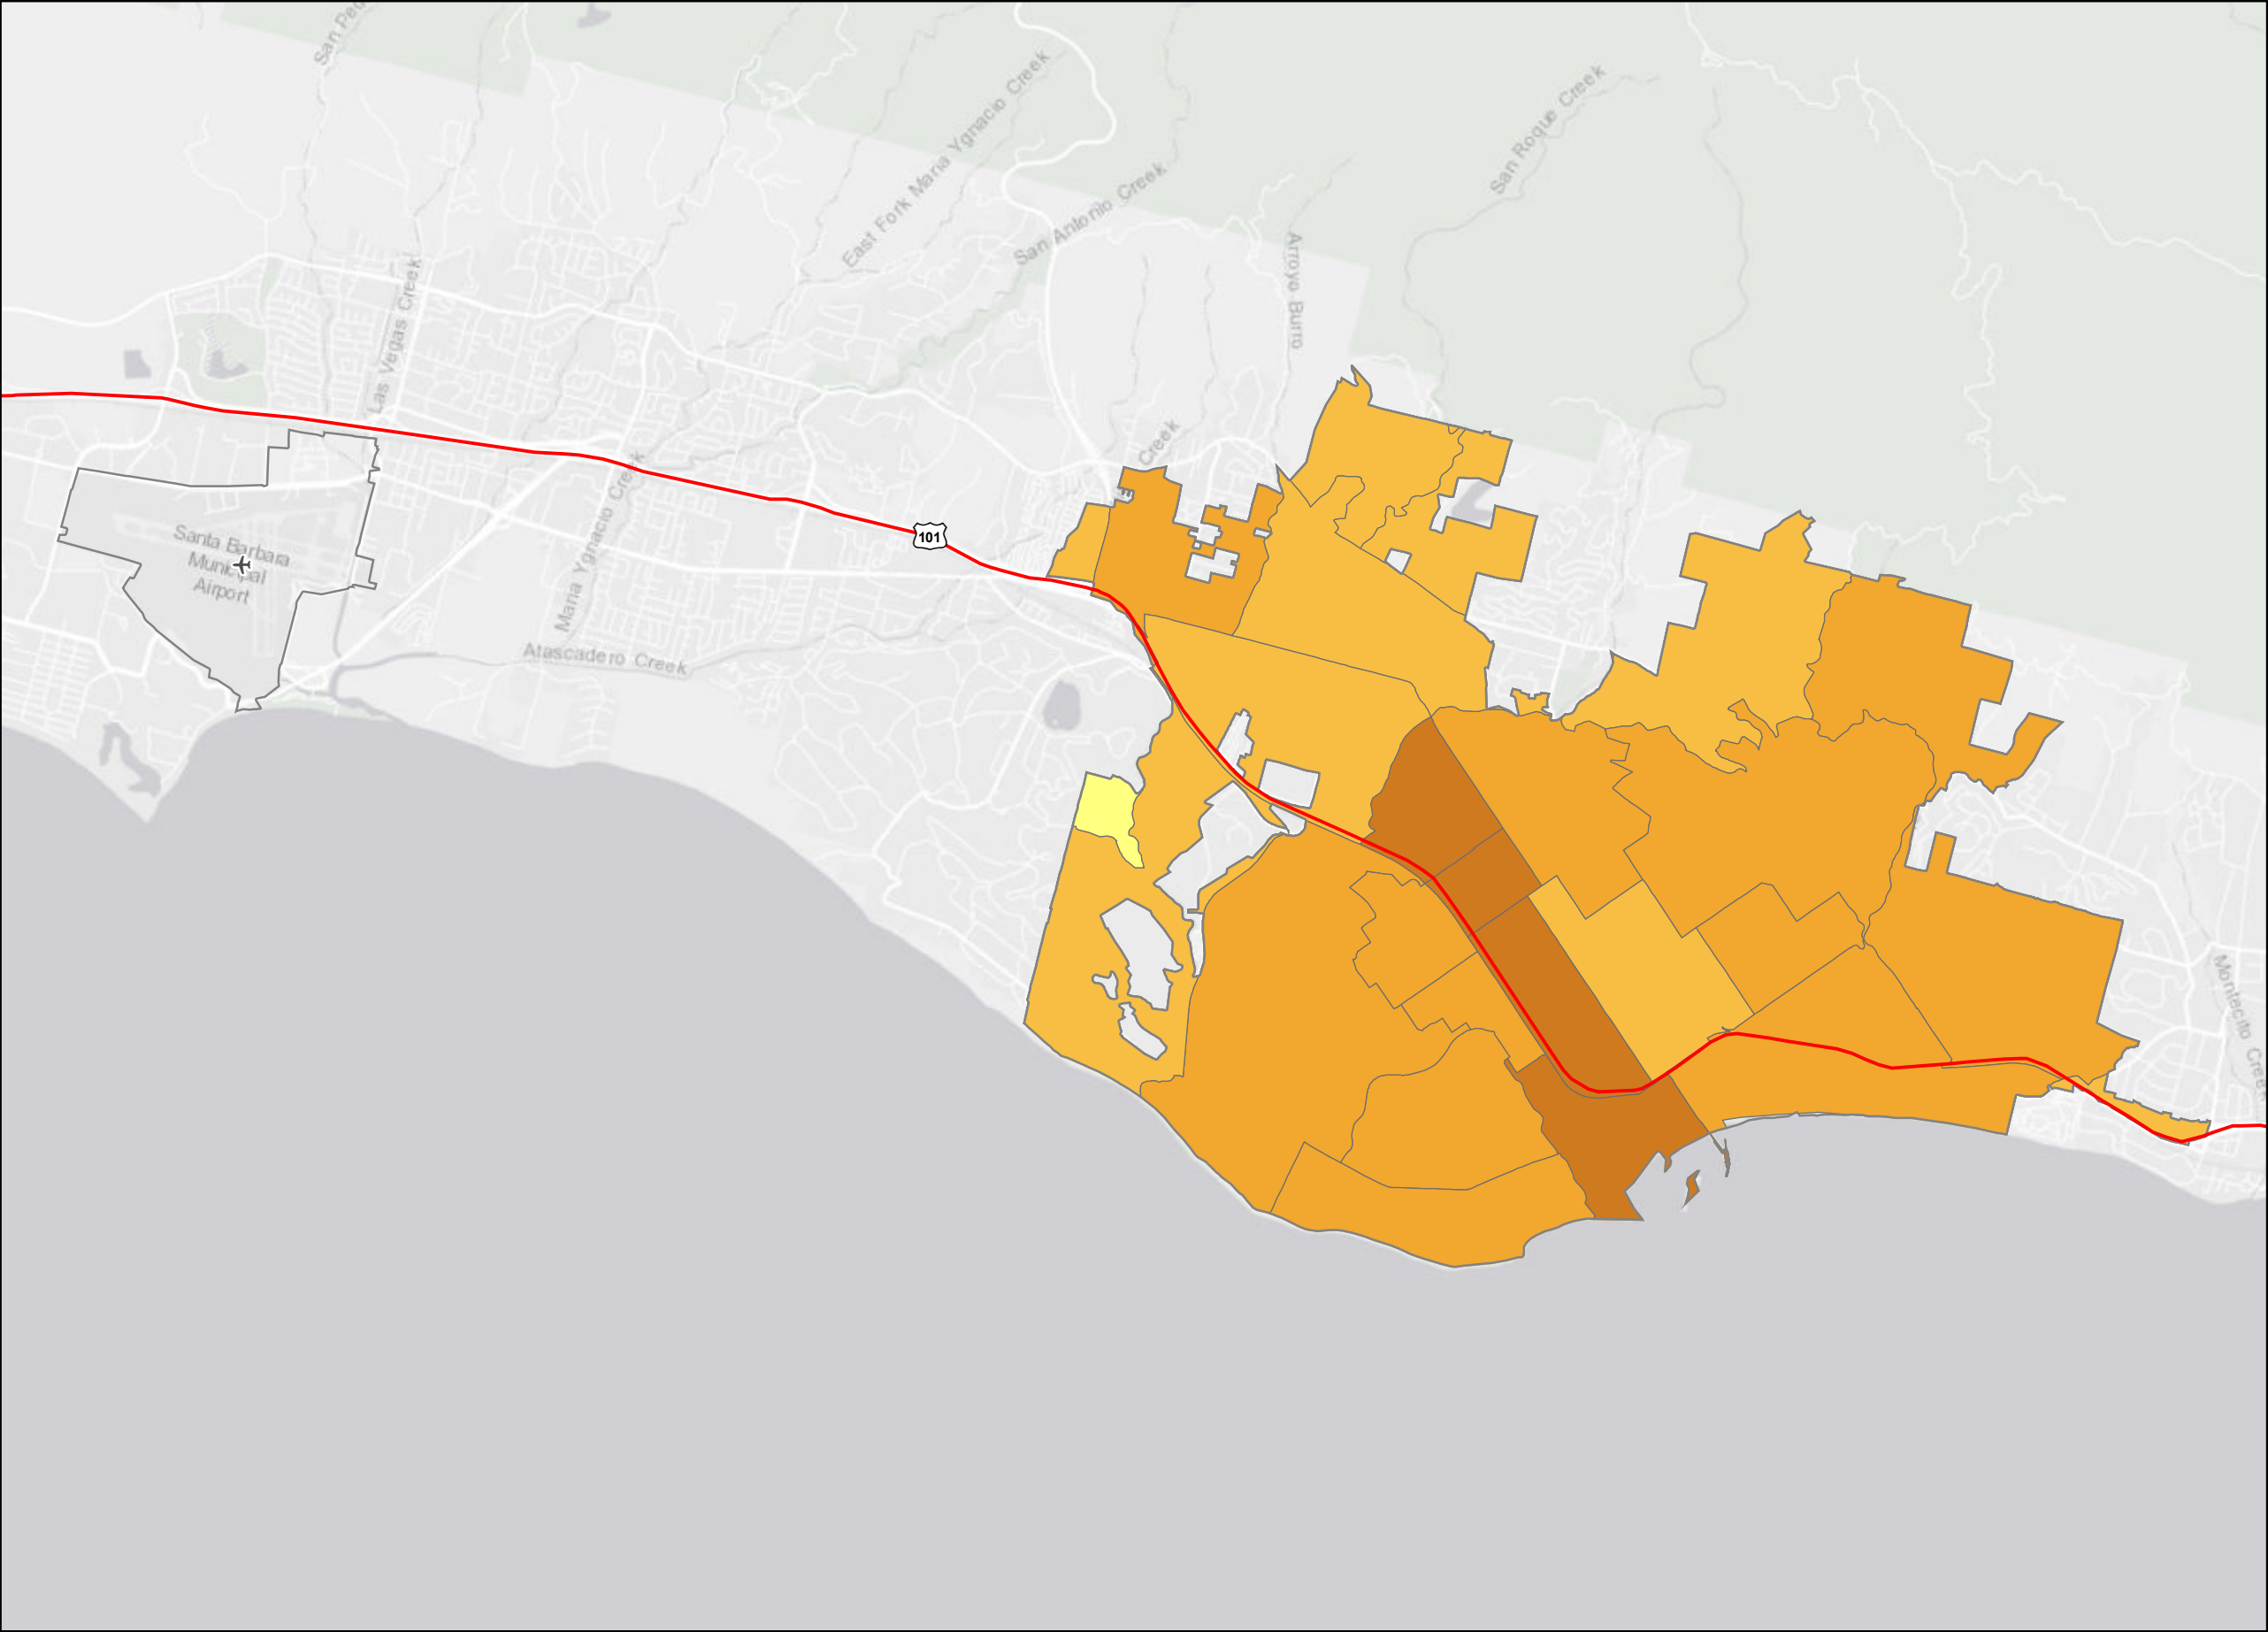 San Ped
East Fork Maria Ygnacio Creek
San Antonio Creek
San Roque Creek
Arroyo Burro
Las Vegas Creek
Creek
101
Santa Barbara
Municipal
Airport
Maria Ygnacio Creek
Atascadero Creek
Montecito Creek